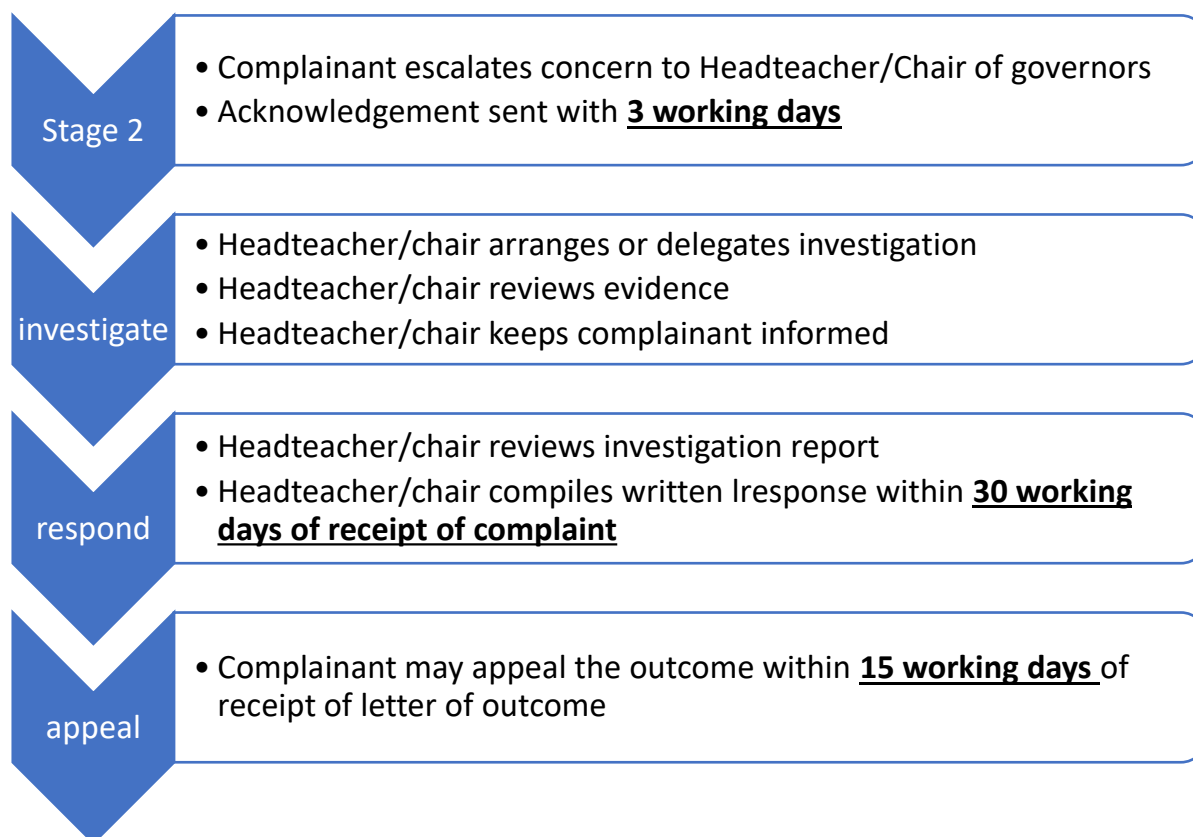 Stage 2
• Complainant escalates concern to Headteacher/Chair of governors
• Acknowledgement sent with 3 working days
investigate
• Headteacher/chair arranges or delegates investigation
• Headteacher/chair reviews evidence
• Headteacher/chair keeps complainant informed
respond
• Headteacher/chair reviews investigation report
• Headteacher/chair compiles written lresponse within 30 working
days of receipt of complaint
appeal
• Complainant may appeal the outcome within 15 working days of
receipt of letter of outcome